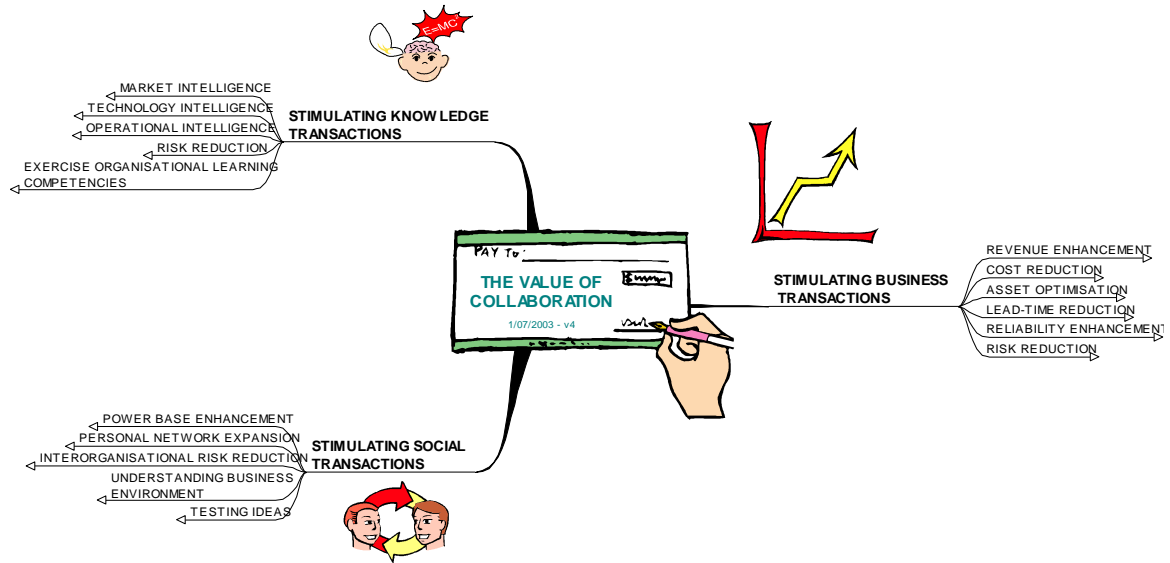 E=MC²
MARKET INTELLIGENCE
TECHNOLOGY INTELLIGENCE
OPERATIONAL INTELLIGENCE
RISK REDUCTION
EXERCISE ORGANISATIONAL LEARNING
COMPETENCIES
STIMULATING KNOWLEDGE
TRANSACTIONS
PAY TO:
THE VALUE OF
COLLABORATION
1/07/2003 - v4
STIMULATING BUSINESS
TRANSACTIONS
REVENUE ENHANCEMENT
COST REDUCTION
ASSET OPTIMISATION
LEAD-TIME REDUCTION
RELIABILITY ENHANCEMENT
RISK REDUCTION
POWER BASE ENHANCEMENT
PERSONAL NETWORK EXPANSION
INTERORGANISATIONAL RISK REDUCTION
UNDERSTANDING BUSINESS
ENVIRONMENT
TESTING IDEAS
STIMULATING SOCIAL
TRANSACTIONS